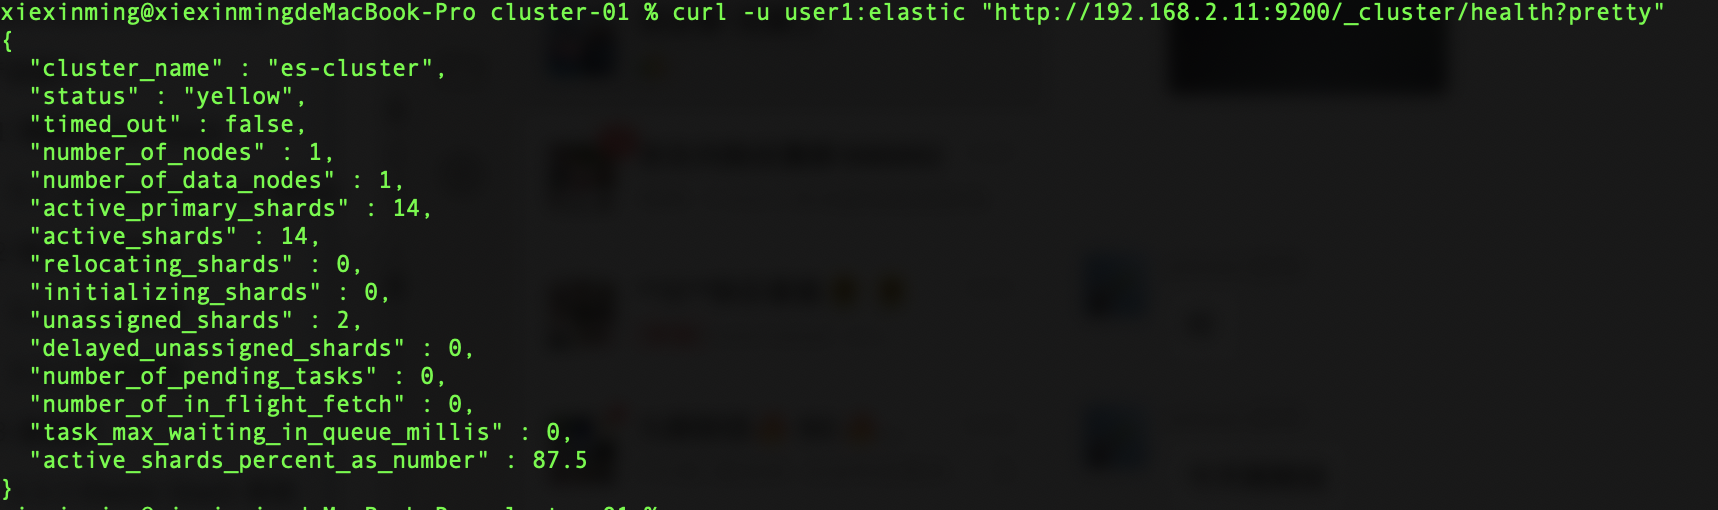 xiexinming@xiexinmingdeMacBook-Pro cluster-01 % curl -u user1:elastic "http://192.168.2.11:9200/_cluster/health?pretty"
{
  "cluster_name" : "es-cluster",
  "status" : "yellow",
  "timed_out" : false,
  "number_of_nodes" : 1,
  "number_of_data_nodes" : 1,
  "active_primary_shards" : 14,
  "active_shards" : 14,
  "relocating_shards" : 0,
  "initializing_shards" : 0,
  "unassigned_shards" : 2,
  "delayed_unassigned_shards" : 0,
  "number_of_pending_tasks" : 0,
  "number_of_in_flight_fetch" : 0,
  "task_max_waiting_in_queue_millis" : 0,
  "active_shards_percent_as_number" : 87.5
}